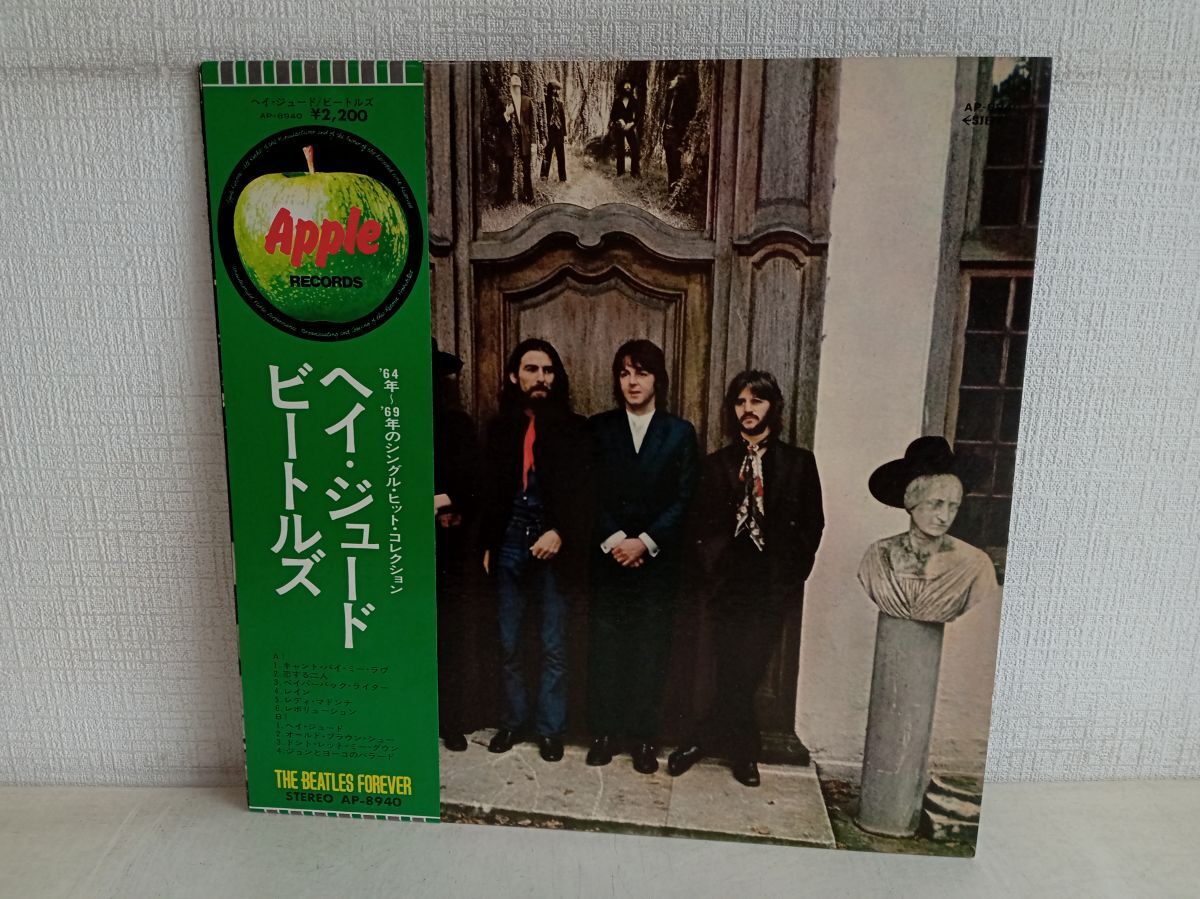 ヘイ・ジュード/ビートルズ
AP-8940 ¥2,200
Apple
RECORDS
'64年〜'69年のシングル・ヒット・コレクション
ヘイ・ジュード
ビートルズ
A)
1.キャント・バイ・ミー・ラヴ
2.恋する二人
3.ペイパーバック・ライター
4.レイン
5.レディ・マドンナ
6.レボリューション
B)
1.ヘイ・ジュード
2.オールド・ブラウン・シュー
3.ドント・レット・ミー・ダウン
4.ジョンとヨーコのバラード
THE BEATLES FOREVER
STEREO AP-8940